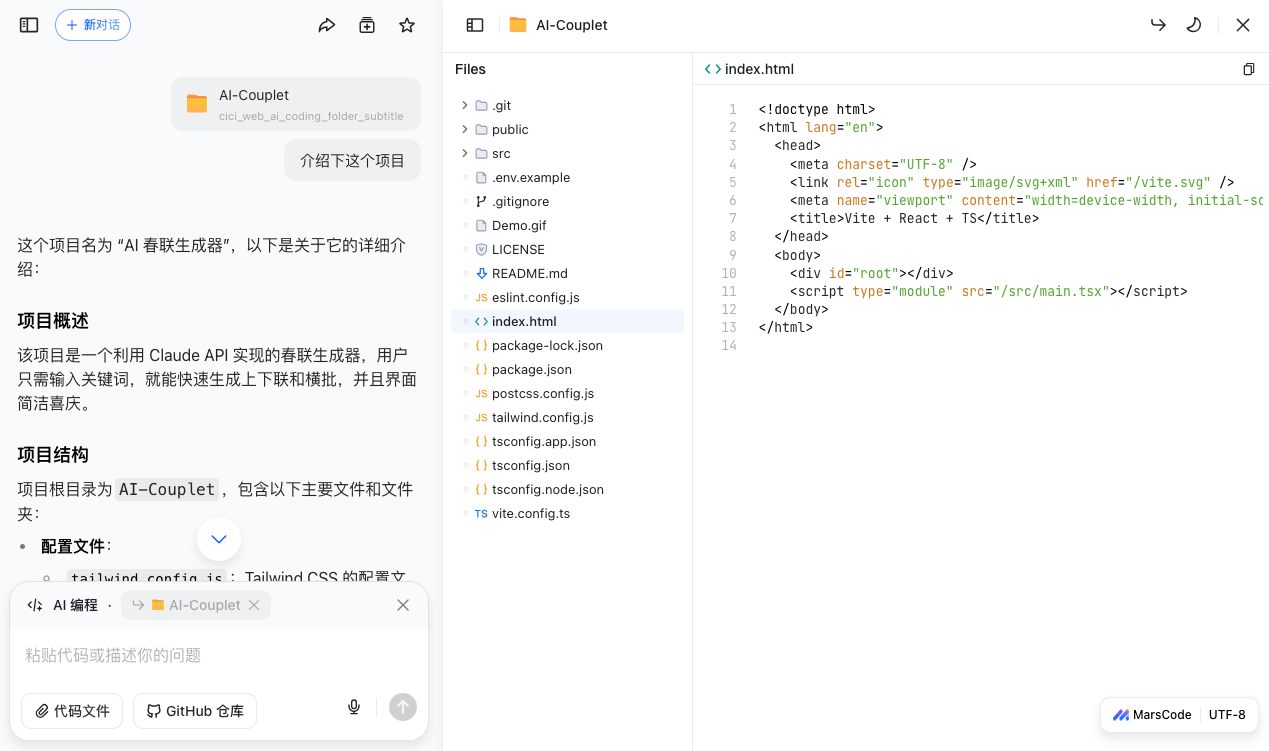 新对话
AI-Couplet
cici_web_ai_coding_folder_subtitle
介绍下这个项目
这个项目名为 “AI 春联生成器”，以下是关于它的详细介
绍：
项目概述
该项目是一个利用 Claude API 实现的春联生成器，用户
只需输入关键词，就能快速生成上下联和横批，并且界面
简洁喜庆。
项目结构
项目根目录为 AI-Couplet ，包含以下主要文件和文件
夹：
配置文件：
tailwind.config.js ：Tailwind CSS 的配置文
AI 编程 · AI-Couplet
粘贴代码或描述你的问题
代码文件 GitHub 仓库
AI-Couplet
Files
.git
public
src
.env.example
.gitignore
Demo.gif
LICENSE
README.md
JS eslint.config.js
index.html
{ } package-lock.json
{ } package.json
JS postcss.config.js
JS tailwind.config.js
{ } tsconfig.app.json
{ } tsconfig.json
{ } tsconfig.node.json
TS vite.config.ts
<> index.html
1 <!doctype html>
2 <html lang="en">
3 <head>
4 <meta charset="UTF-8" />
5 <link rel="icon" type="image/svg+xml" href="/vite.svg" />
6 <meta name="viewport" content="width=device-width, initial-sc
7 <title>Vite + React + TS</title>
8 </head>
9 <body>
10 <div id="root"></div>
11 <script type="module" src="/src/main.tsx"></script>
12 </body>
13 </html>
14
MarsCode UTF-8